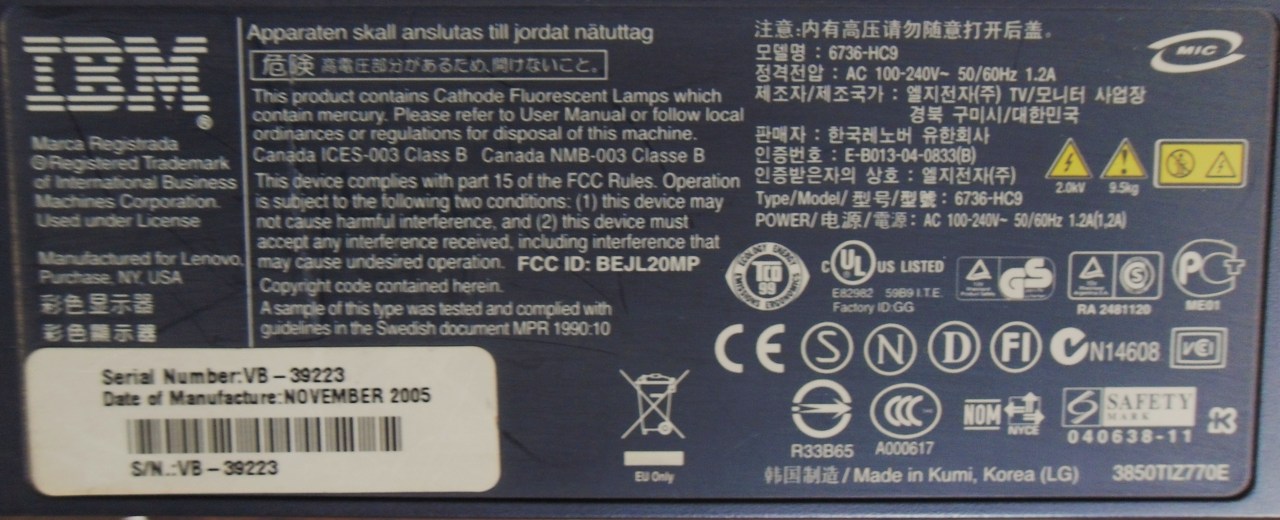 IBM®
Marca Registrada
®Registered Trademark
of International Business
Machines Corporation.
Used under License
Manufactured for Lenovo,
Purchase, NY, USA
彩色显示器
彩色顯示器
Apparaten skall anslutas till jordat nätuttag
危険 高電圧部分があるため、開けないこと。
This product contains Cathode Fluorescent Lamps which
contain mercury. Please refer to User Manual or follow local
ordinances or regulations for disposal of this machine.
Canada ICES-003 Class B Canada NMB-003 Classe B
This device complies with part 15 of the FCC Rules. Operation
is subject to the following two conditions: (1) this device may
not cause harmful interference, and (2) this device must
accept any interference received, including interference that
may cause undesired operation. FCC ID: BEJL20MP
Copyright code contained herein.
A sample of this type was tested and complied with
guidelines in the Swedish document MPR 1990:10
Serial Number:VB-39223
Date of Manufacture:NOVEMBER 2005
S/N.:VB-39223
注意:内有高压请勿随意打开后盖。
모델명 : 6736-HC9
정격전압 : AC 100-240V~ 50/60Hz 1.2A
제조자/제조국가 : 엘지전자(주) TV/모니터 사업장
경북 구미시/대한민국
판매자 : 한국레노버 유한회사
인증번호 : E-B013-04-0833(B)
인증받은자의 상호 : 엘지전자(주)
Type/Model/ 型号/型號 : 6736-HC9
POWER/电源/電源: AC 100-240V~ 50/60Hz 1.2A(1,2A)
MIC
2.0kV 9.5kg
ECOLOGY ENERGY
TCO
99
EMISSIONS ERGONOMICS
C UL US LISTED
E82982 59B9 I.T.E.
Factory ID:GG
TÜV GS
TÜV S
RA 2481120
PCT
ME01
CE S N D FI
N14608
VCI
EU Only
R33B65
CCC
A000617
NOM NYCE
S SAFETY
MARK
040638-11
韩国制造/Made in Kumi, Korea (LG)
3850TIZ770E